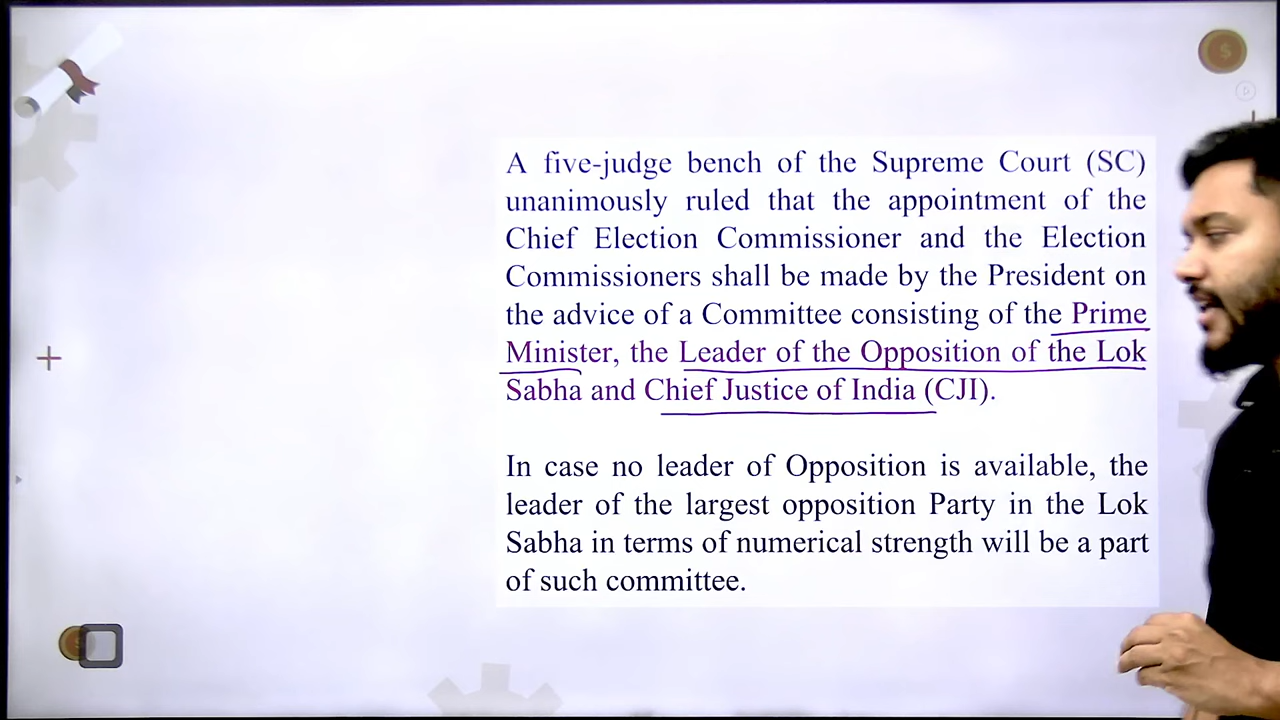 A five-judge bench of the Supreme Court (SC)
unanimously ruled that the appointment of the
Chief Election Commissioner and the Election
Commissioners shall be made by the President on
the advice of a Committee consisting of the Prime
Minister, the Leader of the Opposition of the Lok
Sabha and Chief Justice of India (CJI).
In case no leader of Opposition is available, the
leader of the largest opposition Party in the Lok
Sabha in terms of numerical strength will be a part
of such committee.